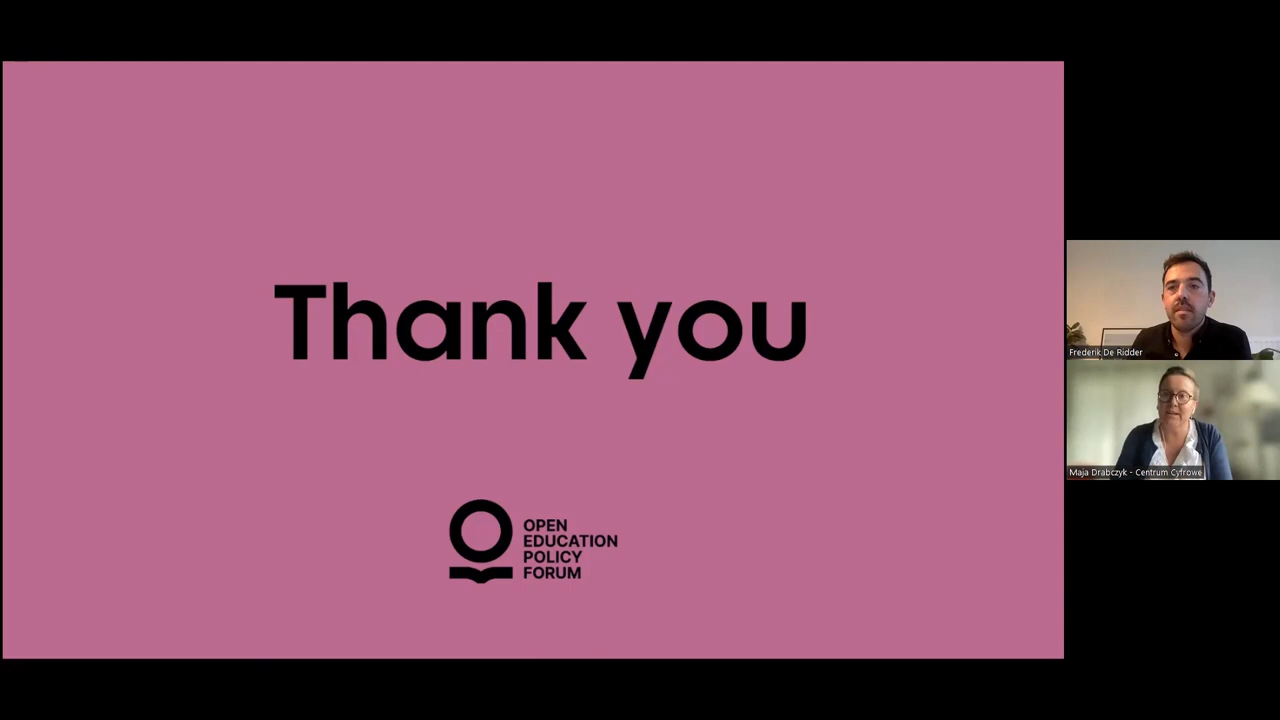 Thank you
OPEN
EDUCATION
POLICY
FORUM
Frederik De Ridder
Maja Drabczyk - Centrum Cyfrowe